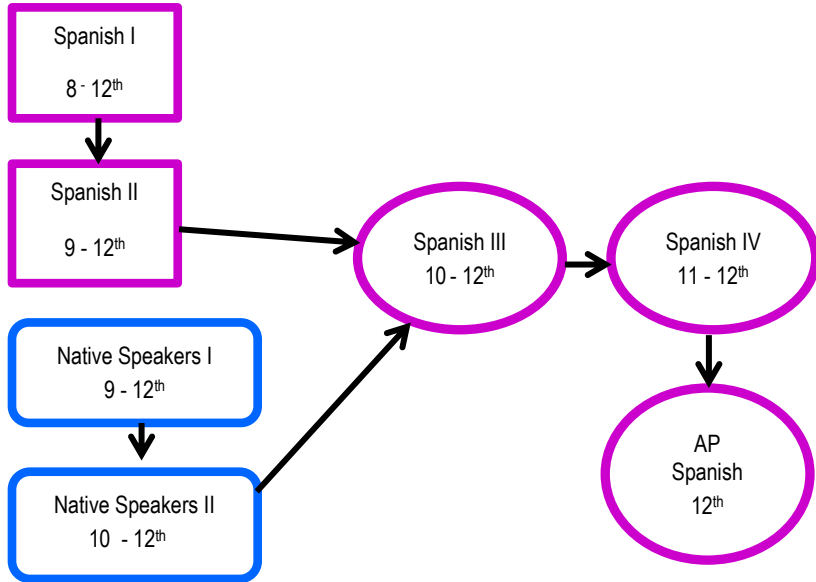 Spanish I
8 - 12th
Spanish II
9 - 12th
Native Speakers I
9 - 12th
Native Speakers II
10 - 12th
Spanish III
10 - 12th
Spanish IV
11 - 12th
AP
Spanish
12th